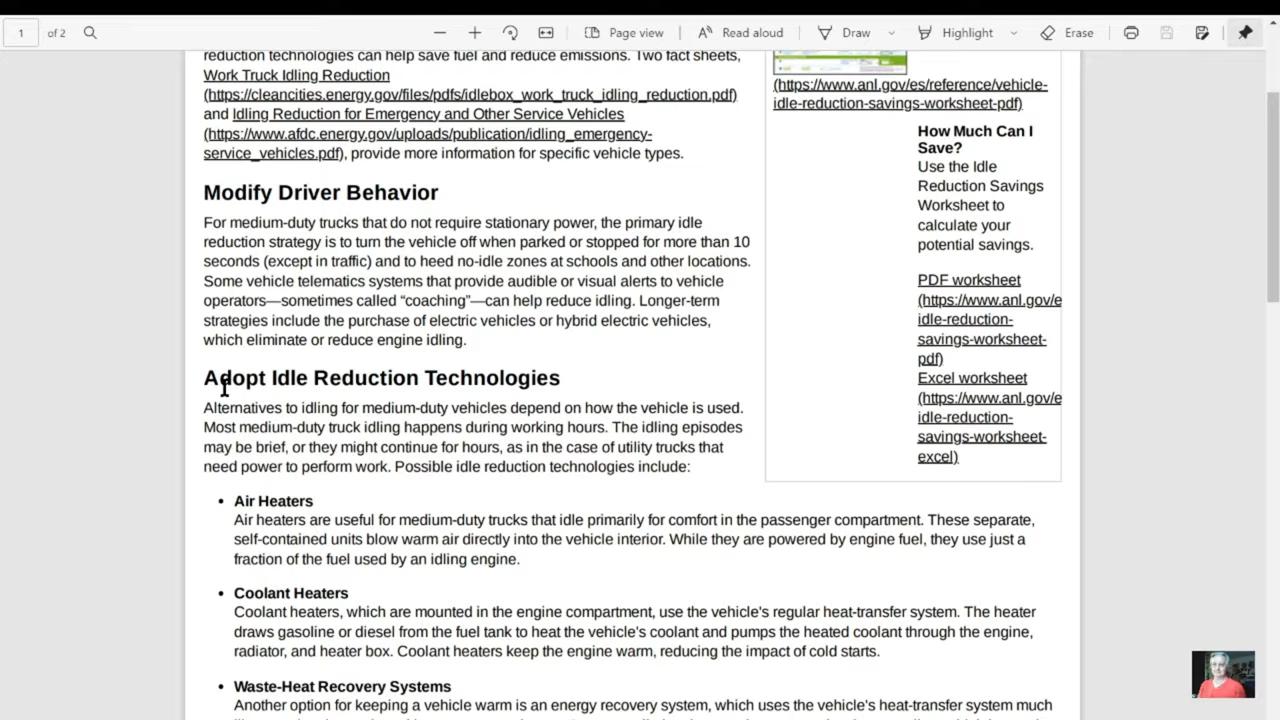 1 of 2 Page view Read aloud Draw Highlight Erase
reduction technologies can help save fuel and reduce emissions. Two fact sheets,
Work Truck Idling Reduction
(https://cleancities.energy.gov/files/pdfs/idlebox_work_truck_idling_reduction.pdf)
and Idling Reduction for Emergency and Other Service Vehicles
(https://www.afdc.energy.gov/uploads/publication/idling_emergency-
service_vehicles.pdf), provide more information for specific vehicle types.
Modify Driver Behavior
For medium-duty trucks that do not require stationary power, the primary idle
reduction strategy is to turn the vehicle off when parked or stopped for more than 10
seconds (except in traffic) and to heed no-idle zones at schools and other locations.
Some vehicle telematics systems that provide audible or visual alerts to vehicle
operators—sometimes called “coaching”—can help reduce idling. Longer-term
strategies include the purchase of electric vehicles or hybrid electric vehicles,
which eliminate or reduce engine idling.
Adopt Idle Reduction Technologies
Alternatives to idling for medium-duty vehicles depend on how the vehicle is used.
Most medium-duty truck idling happens during working hours. The idling episodes
may be brief, or they might continue for hours, as in the case of utility trucks that
need power to perform work. Possible idle reduction technologies include:
(https://www.anl.gov/es/reference/vehicle-
idle-reduction-savings-worksheet-pdf)
How Much Can I
Save?
Use the Idle
Reduction Savings
Worksheet to
calculate your
potential savings.
PDF worksheet
(https://www.anl.gov/e
idle-reduction-
savings-worksheet-
pdf)
Excel worksheet
(https://www.anl.gov/e
idle-reduction-
savings-worksheet-
excel)
• Air Heaters
Air heaters are useful for medium-duty trucks that idle primarily for comfort in the passenger compartment. These separate,
self-contained units blow warm air directly into the vehicle interior. While they are powered by engine fuel, they use just a
fraction of the fuel used by an idling engine.
• Coolant Heaters
Coolant heaters, which are mounted in the engine compartment, use the vehicle's regular heat-transfer system. The heater
draws gasoline or diesel from the fuel tank to heat the vehicle's coolant and pumps the heated coolant through the engine,
radiator, and heater box. Coolant heaters keep the engine warm, reducing the impact of cold starts.
• Waste-Heat Recovery Systems
Another option for keeping a vehicle warm is an energy recovery system, which uses the vehicle's heat-transfer system much